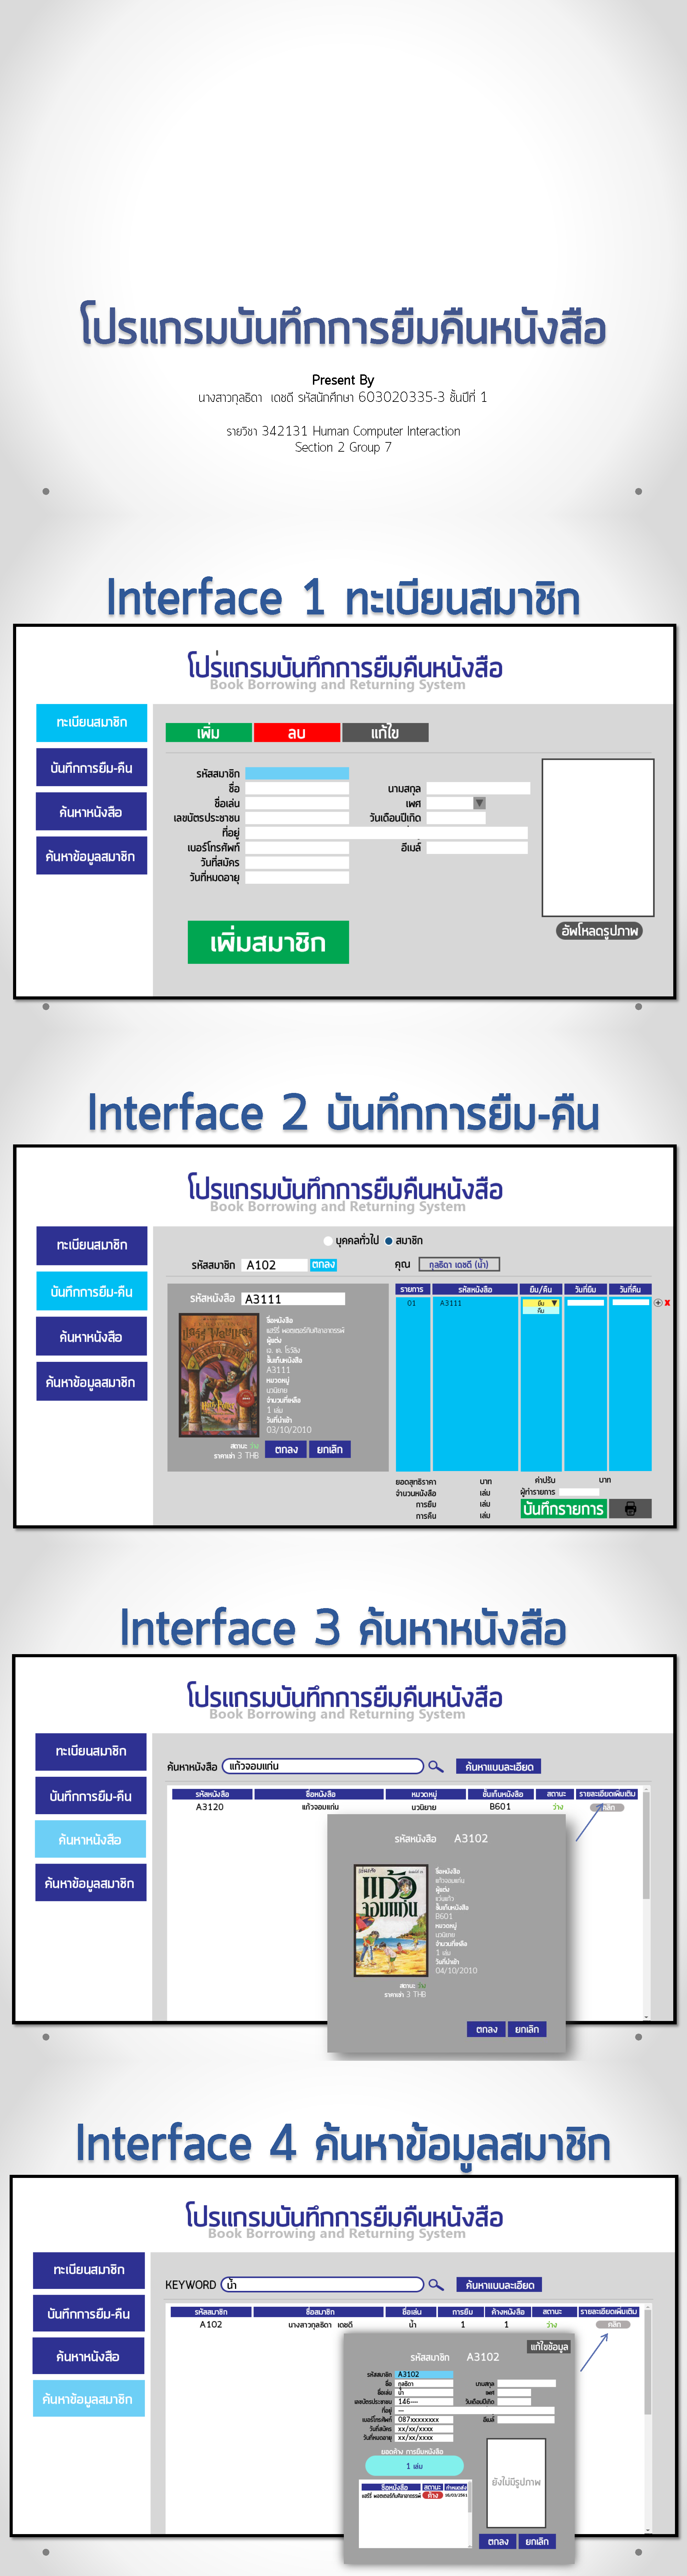 โปรแกรมบันทึกการยืมคืนหนังสือ
Present By
นางสาวกุลธิดา เดชดี รหัสนักศึกษา 603020335-3 ชั้นปีที่ 1
รายวิชา 342131 Human Computer Interaction
Section 2 Group 7
Interface 1 ทะเบียนสมาชิก
โปร่แกรมบันทึกการยืมคืนหนังสือ
Book Borrowing and Returning System
ทะเบียนสมาชิก
บันทึกการยืม-คืน
ค้นหาหนังสือ
ค้นหาข้อมูลสมาชิก
เพิ่ม ลบ แก้ไข
รหัสสมาชิก
ชื่อ นามสกุล
ชื่อเล่น เพศ
เลขบัตรประชาชน วันเดือนปีเกิด
ที่อยู่
เบอร์โทรศัพท์ อีเมล์
วันที่สมัคร
วันที่หมดอายุ
อัพโหลดรูปภาพ
เพิ่มสมาชิก
Interface 2 บันทึกการยืม-คืน
โปรแกรมบันทึกการยืมคืนหนังสือ
Book Borrowing and Returning System
ทะเบียนสมาชิก
บันทึกการยืม-คืน
ค้นหาหนังสือ
ค้นหาข้อมูลสมาชิก
บุคคลทั่วไป สมาชิก
รหัสสมาชิก A102 ตกลง คุณ กุลธิดา เดชดี (น้ำ)
รหัสหนังสือ A3111
ชื่อหนังสือ
แฮร์รี่ พอตเตอร์กับศิลาอาถรรพ์
ผู้แต่ง
เจ. เค. โรว์ลิง
ชั้นเก็บหนังสือ
A3111
หมวดหมู่
นวนิยาย
จำนวนที่เหลือ
1 เล่ม
วันที่นำเข้า
03/10/2010
สถานะ ว่าง
ราคาเช่า 3 THB
ตกลง ยกเลิก
รายการ รหัสหนังสือ ยืม/คืน วันที่ยืม วันที่คืน
01 A3111 ยืม
คืน
ยอดสุทธิราคา บาท ค่าปรับ บาท
จำนวนหนังสือ เล่ม ผู้ทำรายการ
การยืม เล่ม
การคืน เล่ม
บันทึกรายการ
Interface 3 ค้นหาหนังสือ
โปรแกรมบันทึกการยืมคืนหนังสือ
Book Borrowing and Returning System
ทะเบียนสมาชิก
บันทึกการยืม-คืน
ค้นหาหนังสือ
ค้นหาข้อมูลสมาชิก
ค้นหาหนังสือ แก้วจอมแก่น ค้นหาแบบละเอียด
รหัสหนังสือ ชื่อหนังสือ หมวดหมู่ ชั้นเก็บหนังสือ สถานะ รายละเอียดเพิ่มเติม
A3120 แก้วจอมแก่น นวนิยาย B601 ว่าง คลิก
รหัสหนังสือ A3102
แก้วจอมแก่น
ชื่อหนังสือ
แก้วจอมแก่น
ผู้แต่ง
แว่นแก้ว
ชั้นเก็บหนังสือ
B601
หมวดหมู่
นวนิยาย
จำนวนที่เหลือ
1 เล่ม
วันที่นำเข้า
04/10/2010
สถานะ ว่าง
ราคาเช่า 3 THB
ตกลง ยกเลิก
Interface 4 ค้นหาข้อมูลสมาชิก
โปรแกรมบันทึกการยืมคืนหนังสือ
Book Borrowing and Returning System
ทะเบียนสมาชิก
บันทึกการยืม-คืน
ค้นหาหนังสือ
ค้นหาข้อมูลสมาชิก
KEYWORD น้ำ ค้นหาแบบละเอียด
รหัสสมาชิก ชื่อสมาชิก ชื่อเล่น การยืม ค้างหนังสือ สถานะ รายละเอียดเพิ่มเติม
A102 นางสาวกุลธิดา เดชดี น้ำ 1 1 ว่าง คลิก
แก้ไขข้อมูล
รหัสสมาชิก A3102
รหัสสมาชิก A3102
ชื่อ กุลธิดา นามสกุล
ชื่อเล่น น้ำ เพศ
เลขบัตรประชาชน 146--- วันเดือนปีเกิด
ที่อยู่ ---
เบอร์โทรศัพท์ 087xxxxxxxx อีเมล์
วันที่สมัคร xx/xx/xxxx
วันที่หมดอายุ xx/xx/xxxx
ยอดค้าง การยืมหนังสือ
1 เล่ม
ชื่อหนังสือ สถานะ กำหนดส่ง
แฮร์รี่ พอตเตอร์กับศิลาอาถรรพ์ ค้าง 30/03/2561
ยังไม่มีรูปภาพ
ตกลง ยกเลิก